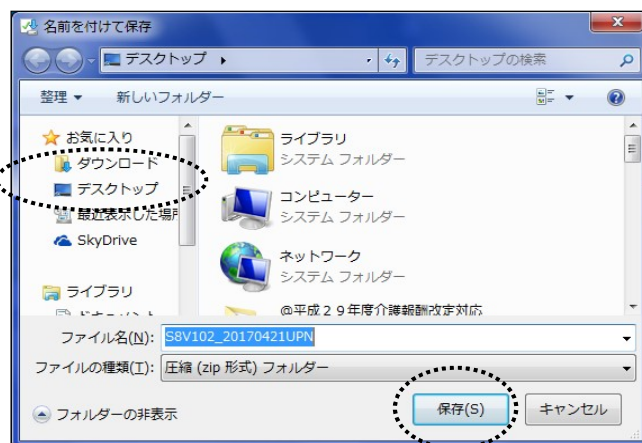 名前を付けて保存
デスクトップ
デスクトップの検索
整理
新しいフォルダー
お気に入り
ダウンロード
デスクトップ
最近表示した場所
SkyDrive
ライブラリ
ライブラリ
システム フォルダー
コンピューター
システム フォルダー
ネットワーク
システム フォルダー
@平成29年度介護報酬改定対応
ファイル名(N): S8V102_20170421UPN
ファイルの種類(T): 圧縮 (zip 形式) フォルダー
フォルダーの非表示
保存(S)
キャンセル